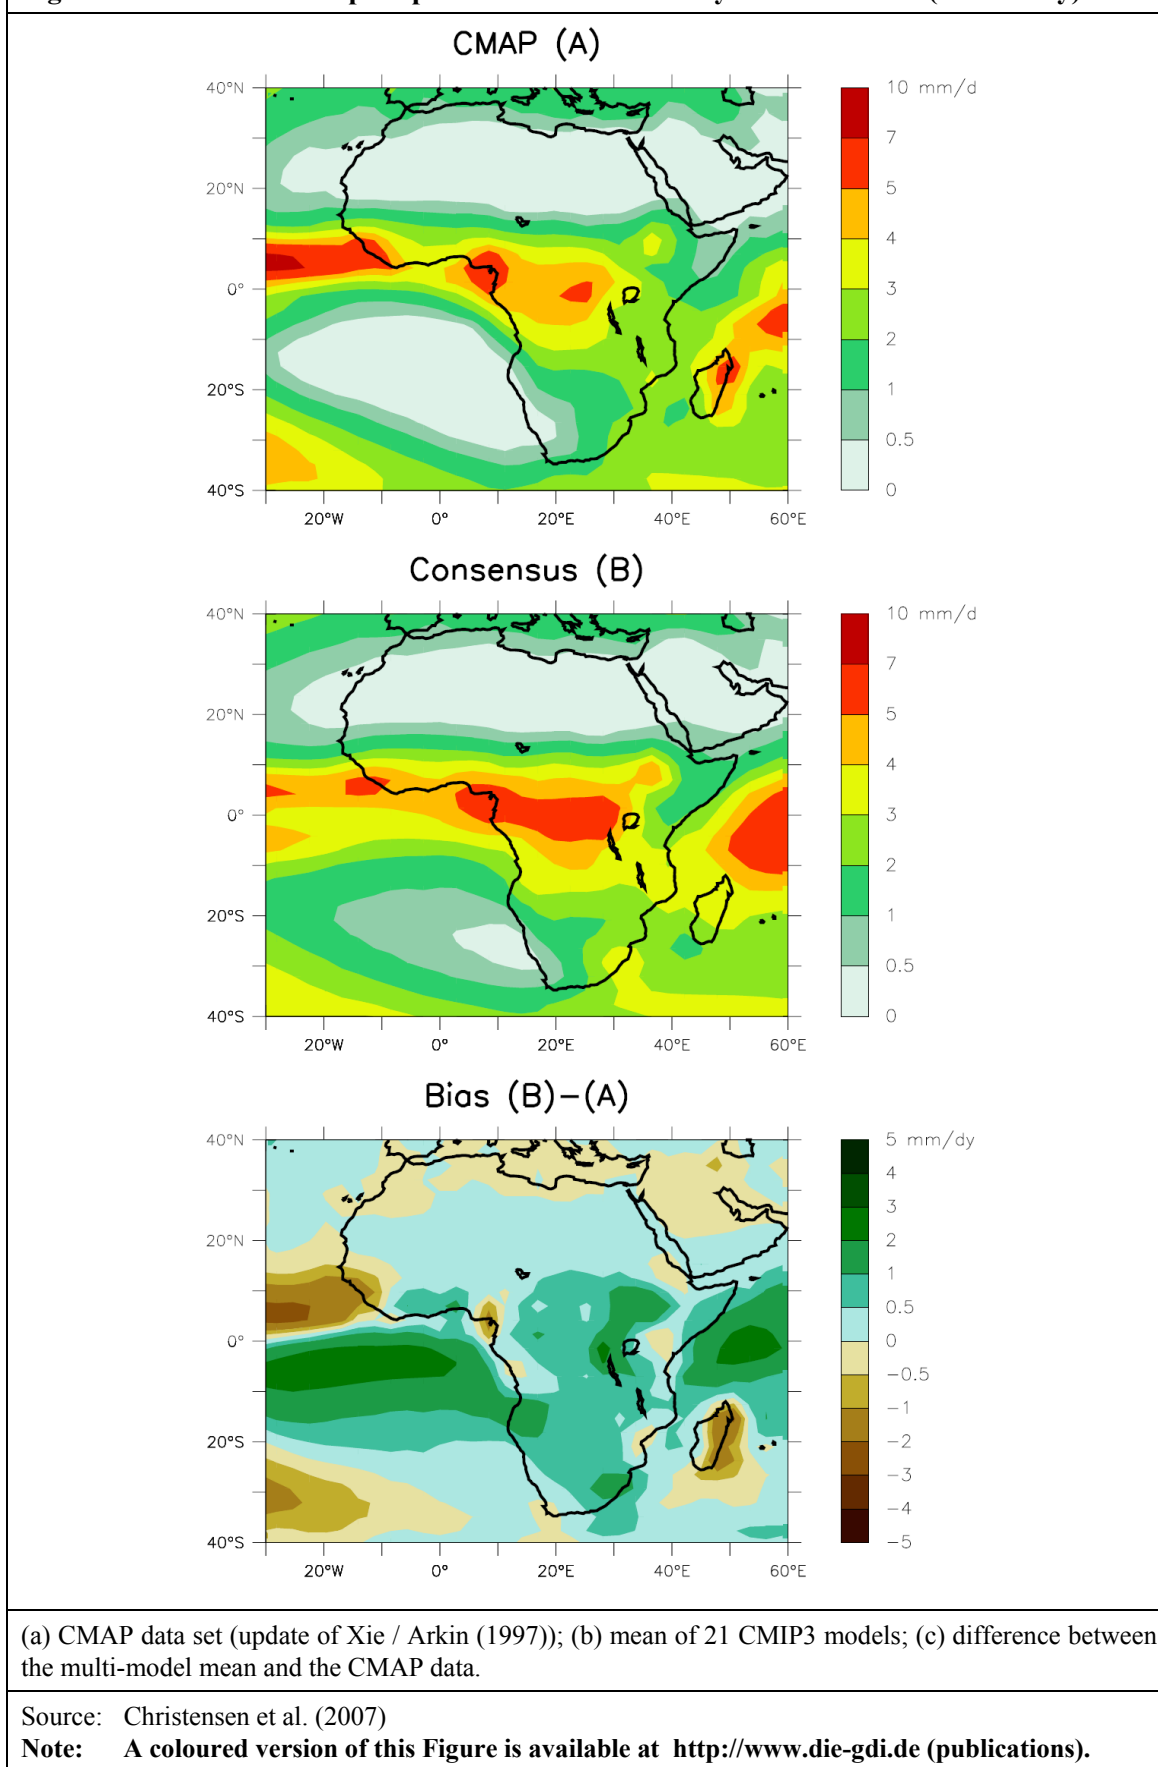 CMAP (A)
40°N
20°N
0°
20°S
40°S
20°W 0° 20°E 40°E 60°E
10 mm/d
7
5
4
3
2
1
0.5
0
Consensus (B)
40°N
20°N
0°
20°S
40°S
20°W 0° 20°E 40°E 60°E
10 mm/d
7
5
4
3
2
1
0.5
0
Bias (B)−(A)
40°N
20°N
0°
20°S
40°S
20°W 0° 20°E 40°E 60°E
5 mm/dy
4
3
2
1
0.5
0
−0.5
−1
−2
−3
−4
−5
(a) CMAP data set (update of Xie / Arkin (1997)); (b) mean of 21 CMIP3 models; (c) difference between
the multi-model mean and the CMAP data.
Source: Christensen et al. (2007)
Note: A coloured version of this Figure is available at http://www.die-gdi.de (publications).